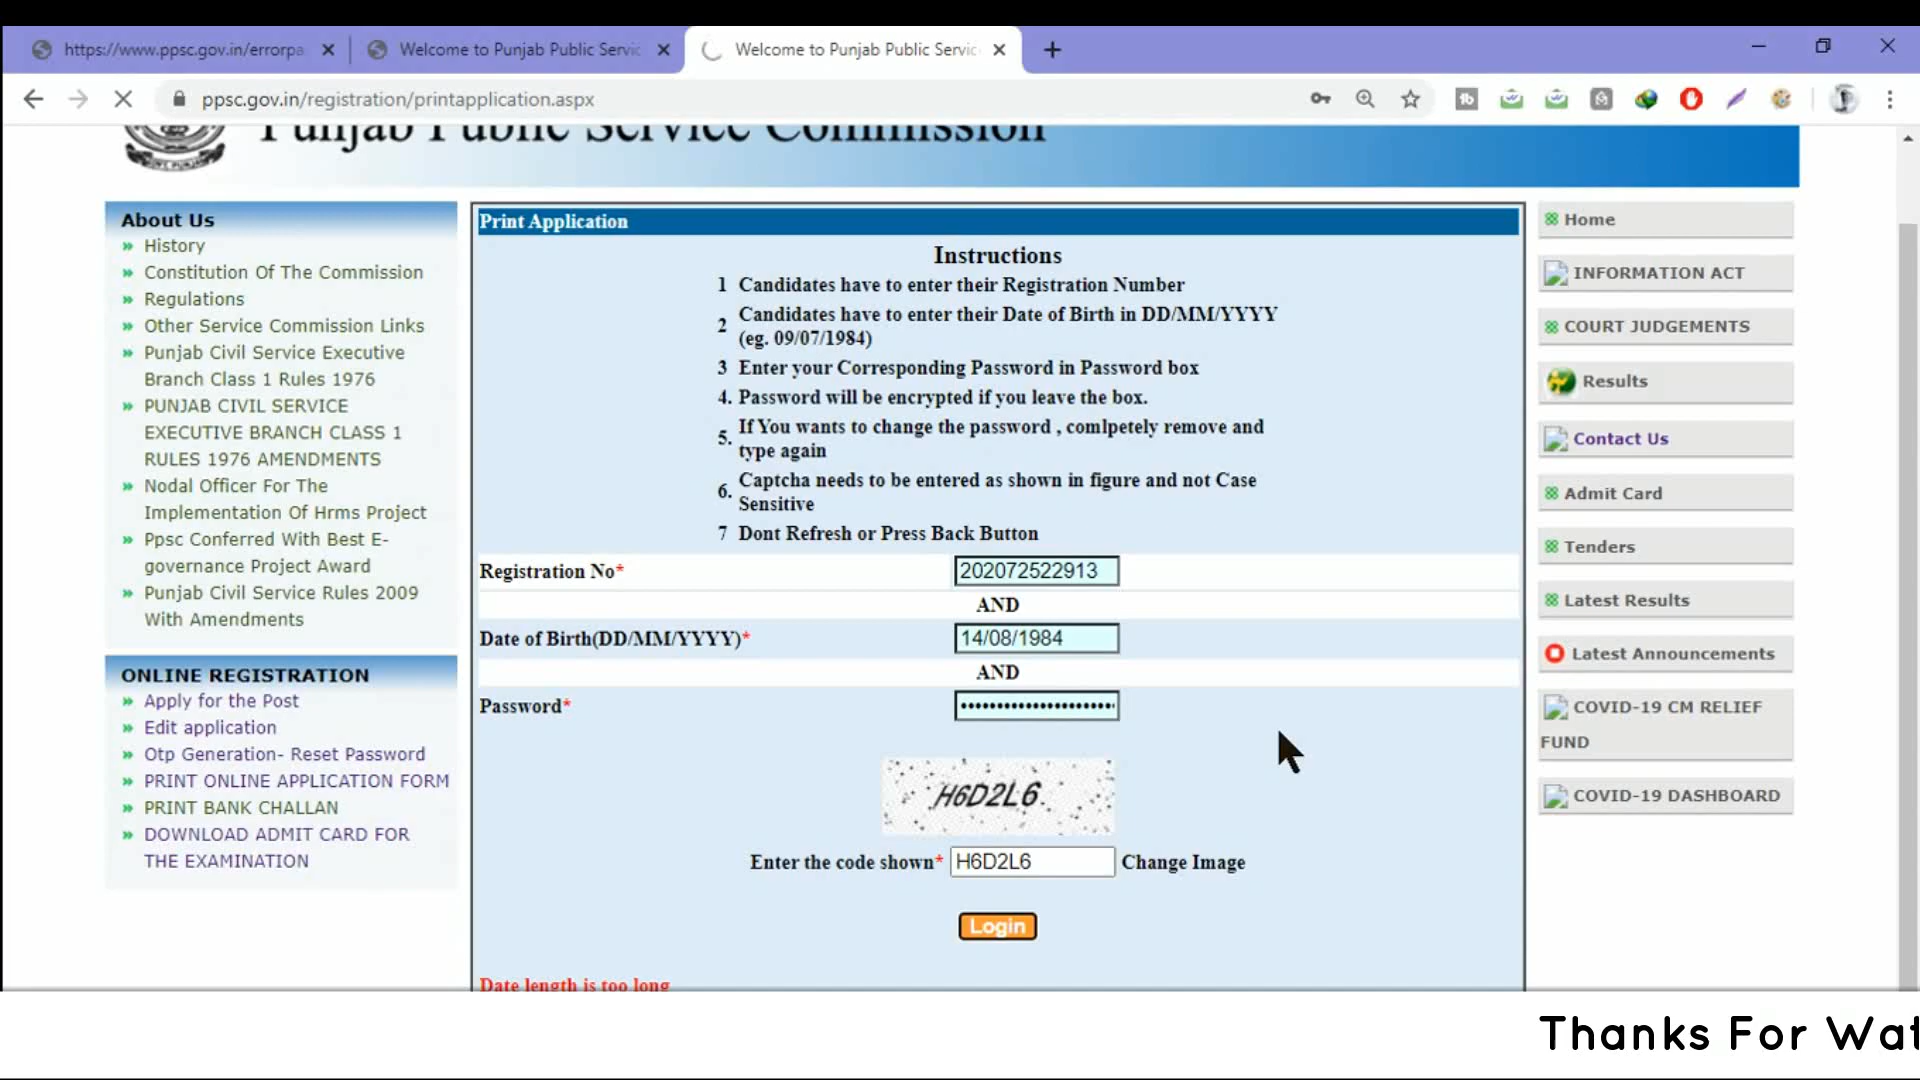 https://www.ppsc.gov.in/errorpa
Welcome to Punjab Public Servic
Welcome to Punjab Public Servic
ppsc.gov.in/registration/printapplication.aspx
Punjab Public Service Commission
About Us
History
Constitution Of The Commission
Regulations
Other Service Commission Links
Punjab Civil Service Executive
Branch Class 1 Rules 1976
PUNJAB CIVIL SERVICE
EXECUTIVE BRANCH CLASS 1
RULES 1976 AMENDMENTS
Nodal Officer For The
Implementation Of Hrms Project
Ppsc Conferred With Best E-
governance Project Award
Punjab Civil Service Rules 2009
With Amendments
ONLINE REGISTRATION
Apply for the Post
Edit application
Otp Generation- Reset Password
PRINT ONLINE APPLICATION FORM
PRINT BANK CHALLAN
DOWNLOAD ADMIT CARD FOR
THE EXAMINATION
Print Application
Instructions
1 Candidates have to enter their Registration Number
2 Candidates have to enter their Date of Birth in DD/MM/YYYY
(eg. 09/07/1984)
3 Enter your Corresponding Password in Password box
4. Password will be encrypted if you leave the box.
5. If You wants to change the password , comlpetely remove and
type again
6. Captcha needs to be entered as shown in figure and not Case
Sensitive
7 Dont Refresh or Press Back Button
Registration No* 202072522913
AND
Date of Birth(DD/MM/YYYY)* 14/08/1984
AND
Password*
H6D2L6
Enter the code shown* H6D2L6 Change Image
Login
Date length is too long
Home
INFORMATION ACT
COURT JUDGEMENTS
Results
Contact Us
Admit Card
Tenders
Latest Results
Latest Announcements
COVID-19 CM RELIEF
FUND
COVID-19 DASHBOARD
Thanks For Wat